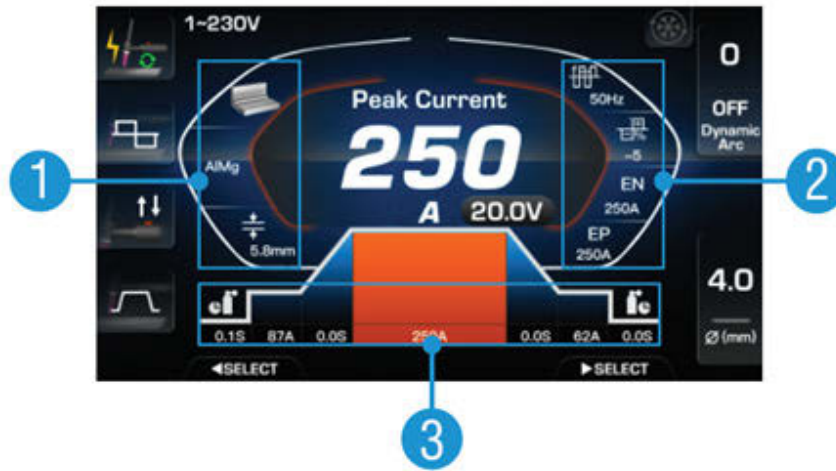 1~230V
0
OFF
Dynamic
Arc
50Hz
-5
EN
250A
EP
250A
AlMg
5.8mm
Peak Current
250
A 20.0V
4.0
Ø (mm)
0.1S 87A 0.0S 250A 0.0S 62A 0.0S
◀SELECT ▶SELECT
1
2
3